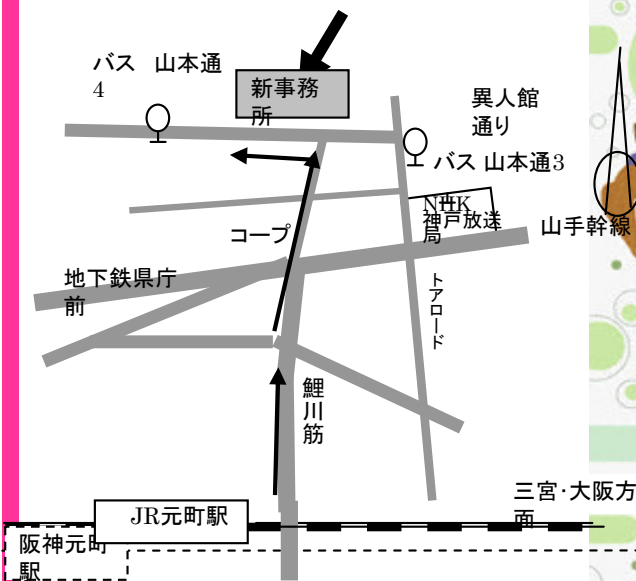 バス 山本通
4
新事務
所
異人館
通り
バス 山本通3
NHK
神戸放送
局
山手幹線
コープ
地下鉄県庁
前
トアロード
鯉川筋
三宮・大阪方
面
JR元町駅
阪神元町
駅